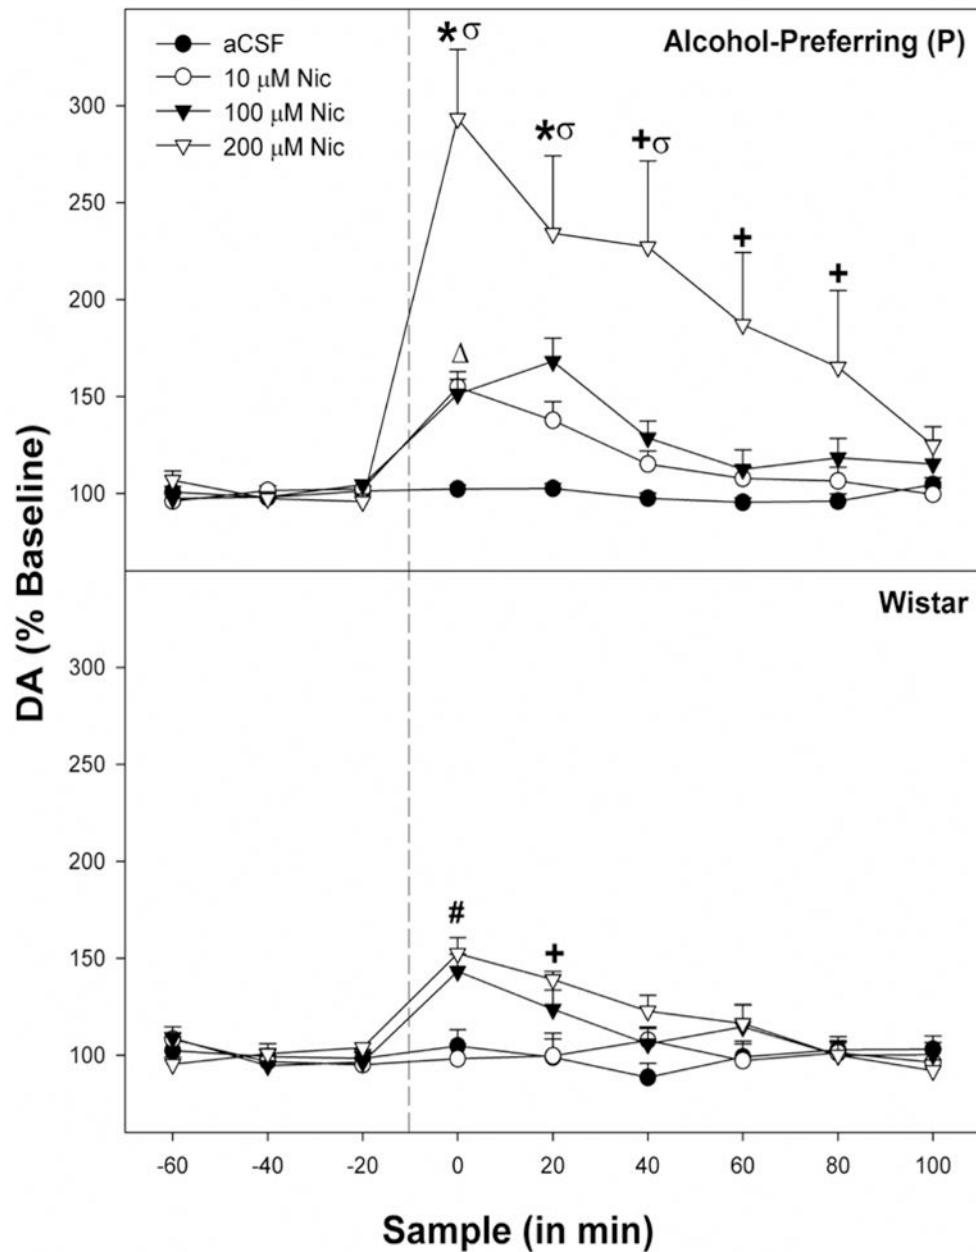 aCSF
10 μM Nic
100 μM Nic
200 μM Nic
Alcohol-Preferring (P)
*σ
*σ
+σ
+
+
Δ
300
250
200
150
100
DA (% Baseline)
Wistar
#
+
300
250
200
150
100
-60 -40 -20 0 20 40 60 80 100
Sample (in min)